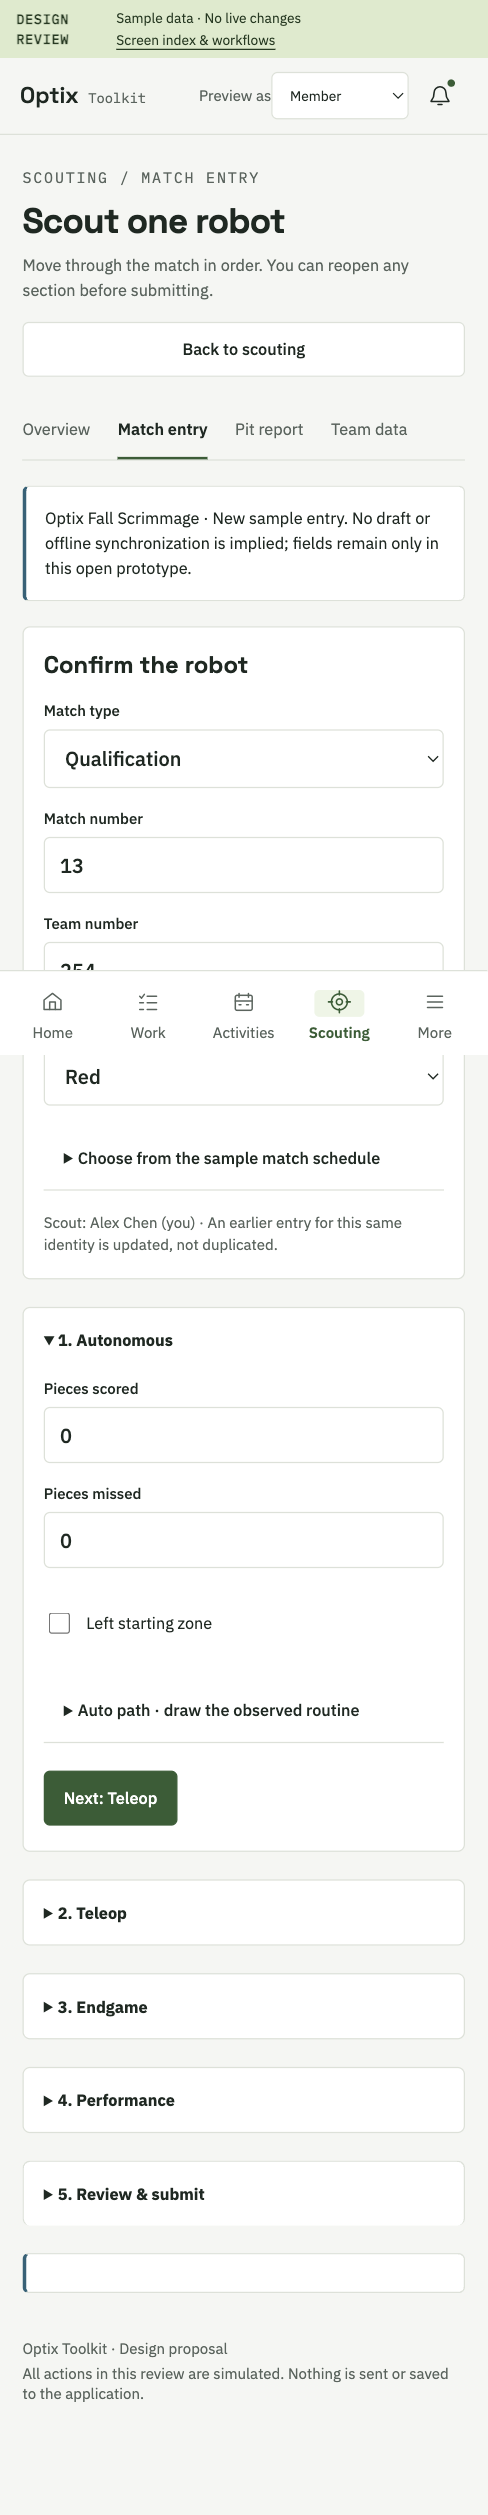 DESIGN REVIEW
Sample data · No live changes
Screen index & workflows
Optix Toolkit
Preview as
Member
SCOUTING / MATCH ENTRY
Scout one robot
Move through the match in order. You can reopen any
section before submitting.
Back to scouting
Overview Match entry Pit report Team data
Optix Fall Scrimmage · New sample entry. No draft or
offline synchronization is implied; fields remain only in
this open prototype.
Confirm the robot
Match type
Qualification
Match number
13
Team number
254
Home Work Activities Scouting More
Red
Choose from the sample match schedule
Scout: Alex Chen (you) · An earlier entry for this same
identity is updated, not duplicated.
1. Autonomous
Pieces scored
0
Pieces missed
0
Left starting zone
Auto path · draw the observed routine
Next: Teleop
2. Teleop
3. Endgame
4. Performance
5. Review & submit
Optix Toolkit · Design proposal
All actions in this review are simulated. Nothing is sent or saved
to the application.